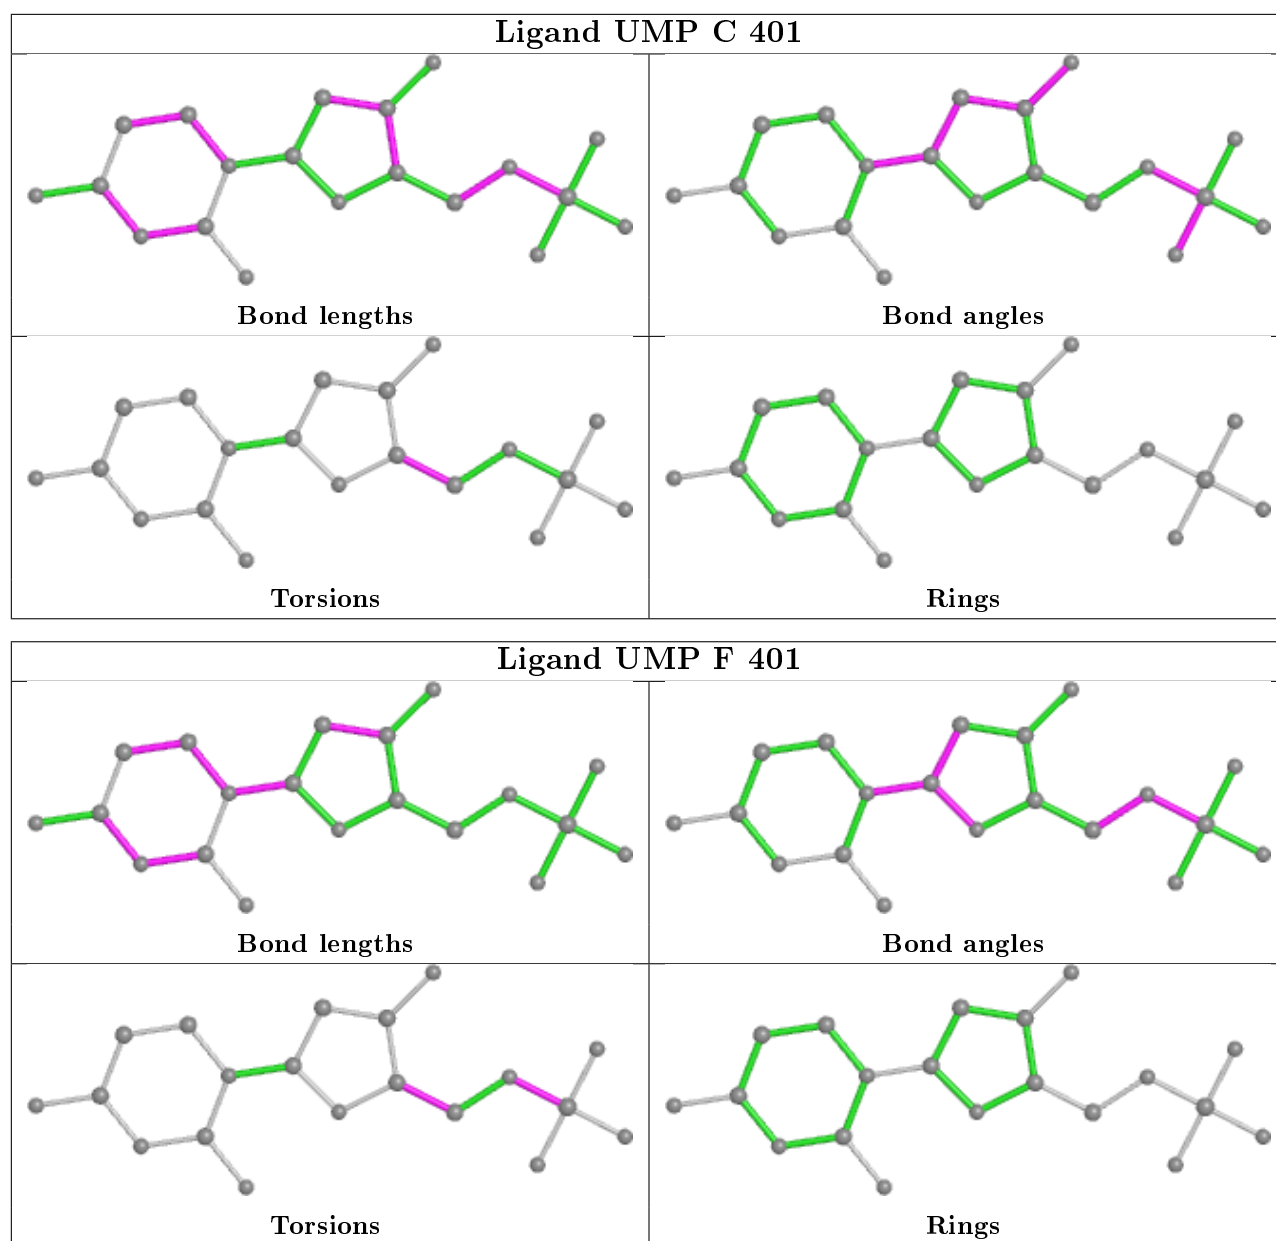 Ligand UMP C 401
Bond lengths
Bond angles
Torsions
Rings
Ligand UMP F 401
Bond lengths
Bond angles
Torsions
Rings